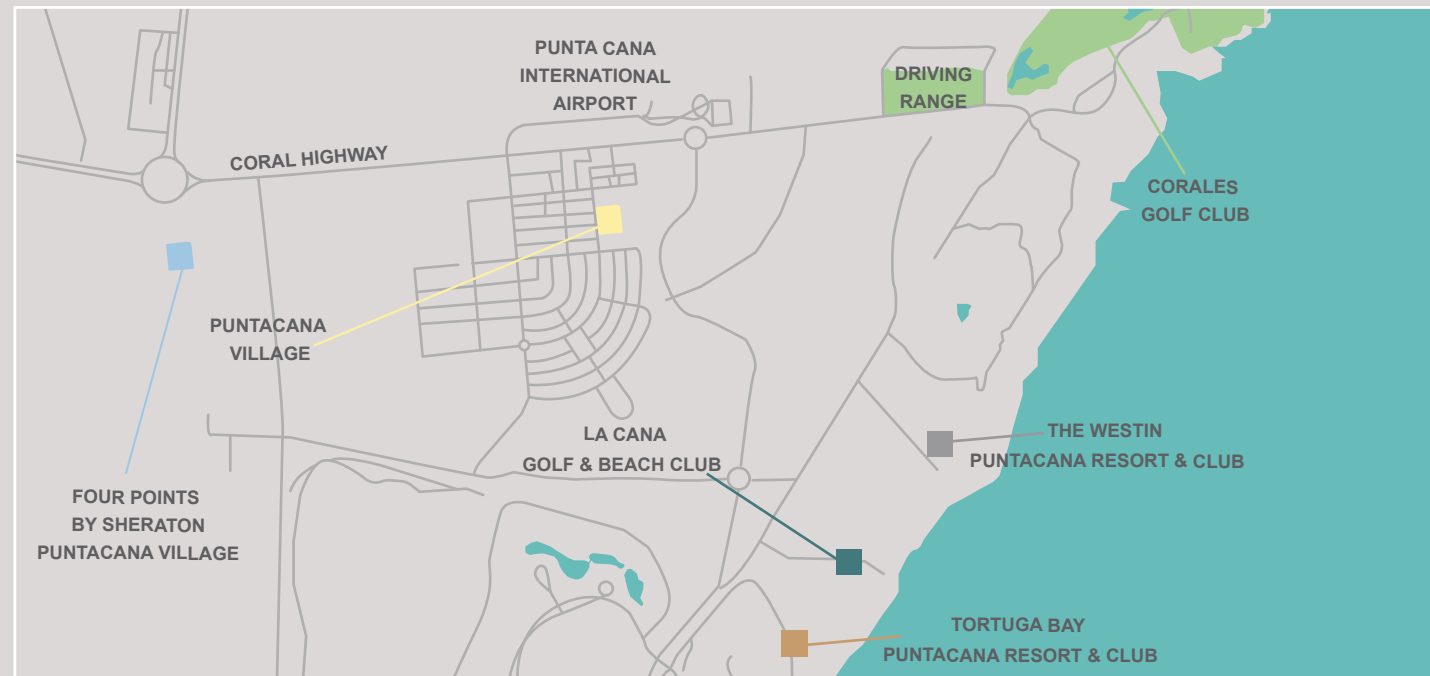 PUNTA CANA
INTERNATIONAL
AIRPORT
DRIVING
RANGE
CORAL HIGHWAY
CORALES
GOLF CLUB
PUNTACANA
VILLAGE
LA CANA
GOLF & BEACH CLUB
THE WESTIN
PUNTACANA RESORT & CLUB
FOUR POINTS
BY SHERATON
PUNTACANA VILLAGE
TORTUGA BAY
PUNTACANA RESORT & CLUB